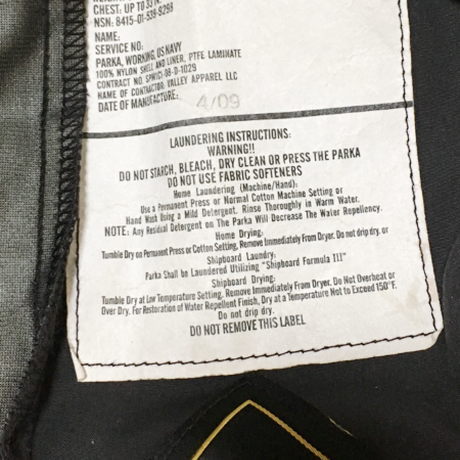 CHEST: UP TO 33 IN.
NSN: 8415-01-539-9298
NAME:
SERVICE NO:
PARKA, WORKING, US NAVY
100% NYLON SHELL AND LINER, PTFE LAMINATE
CONTRACT NO. 08-D-1029
NAME OF CONTRACTOR: VALLEY APPAREL LLC
DATE OF MANUFACTURE: 4/09
LAUNDERING INSTRUCTIONS:
WARNING!!
DO NOT STARCH, BLEACH, DRY CLEAN OR PRESS THE PARKA
DO NOT USE FABRIC SOFTENERS
Home Laundering (Machine/Hand):
Use a Permanent Press or Normal Cotton Machine Setting or
Hand Wash Using a Mild Detergent. Rinse Thoroughly in Warm Water.
NOTE: Any Residual Detergent on The Parka Will Decrease The Water Repellency.
Home Drying:
Tumble Dry on Permanent Press or Cotton Setting. Remove Immediately From Dryer. Do not drip dry. or
Shipboard Laundry:
Parka Shall be Laundered Utilizing "Shipboard Formula III"
Shipboard Drying:
Tumble Dry at Low Temperature Setting. Remove Immediately From Dryer. Do Not Overheat or
Over Dry. For Restoration of Water Repellent Finish, Dry at a Temperature Not to Exceed 150°F.
Do not drip dry.
DO NOT REMOVE THIS LABEL